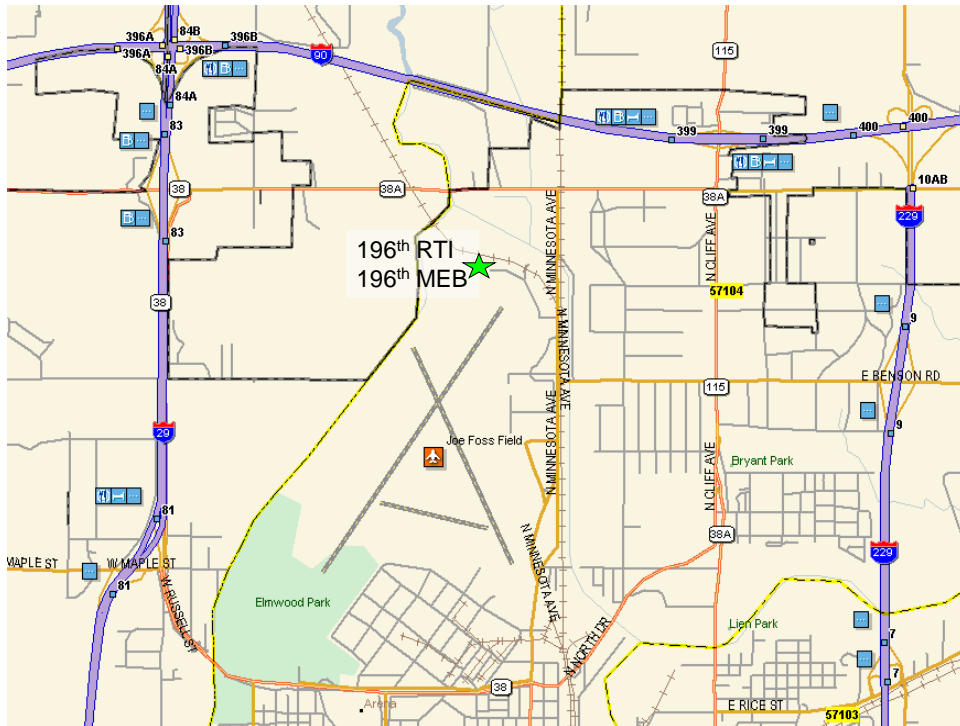 396A
84B
396B
396A
396B
84A
90
115
84A
399
399
400
400
83
38
38A
38A
10AB
83
229
196th RTI
196th MEB
N MINNESOTA AVE
N CLIFF AVE
57104
38
9
N MINNESOTA AVE
E BENSON RD
115
N MINNESOTA AVE
29
9
Joe Foss Field
Bryant Park
N CLIFF AVE
81
38A
229
MAPLE ST
W MAPLE ST
N MINNESOTA AVE
81
W RUSSELL ST
Elmwood Park
Lien Park
7
N NORTH DR
7
38
Arena
E RICE ST
57103